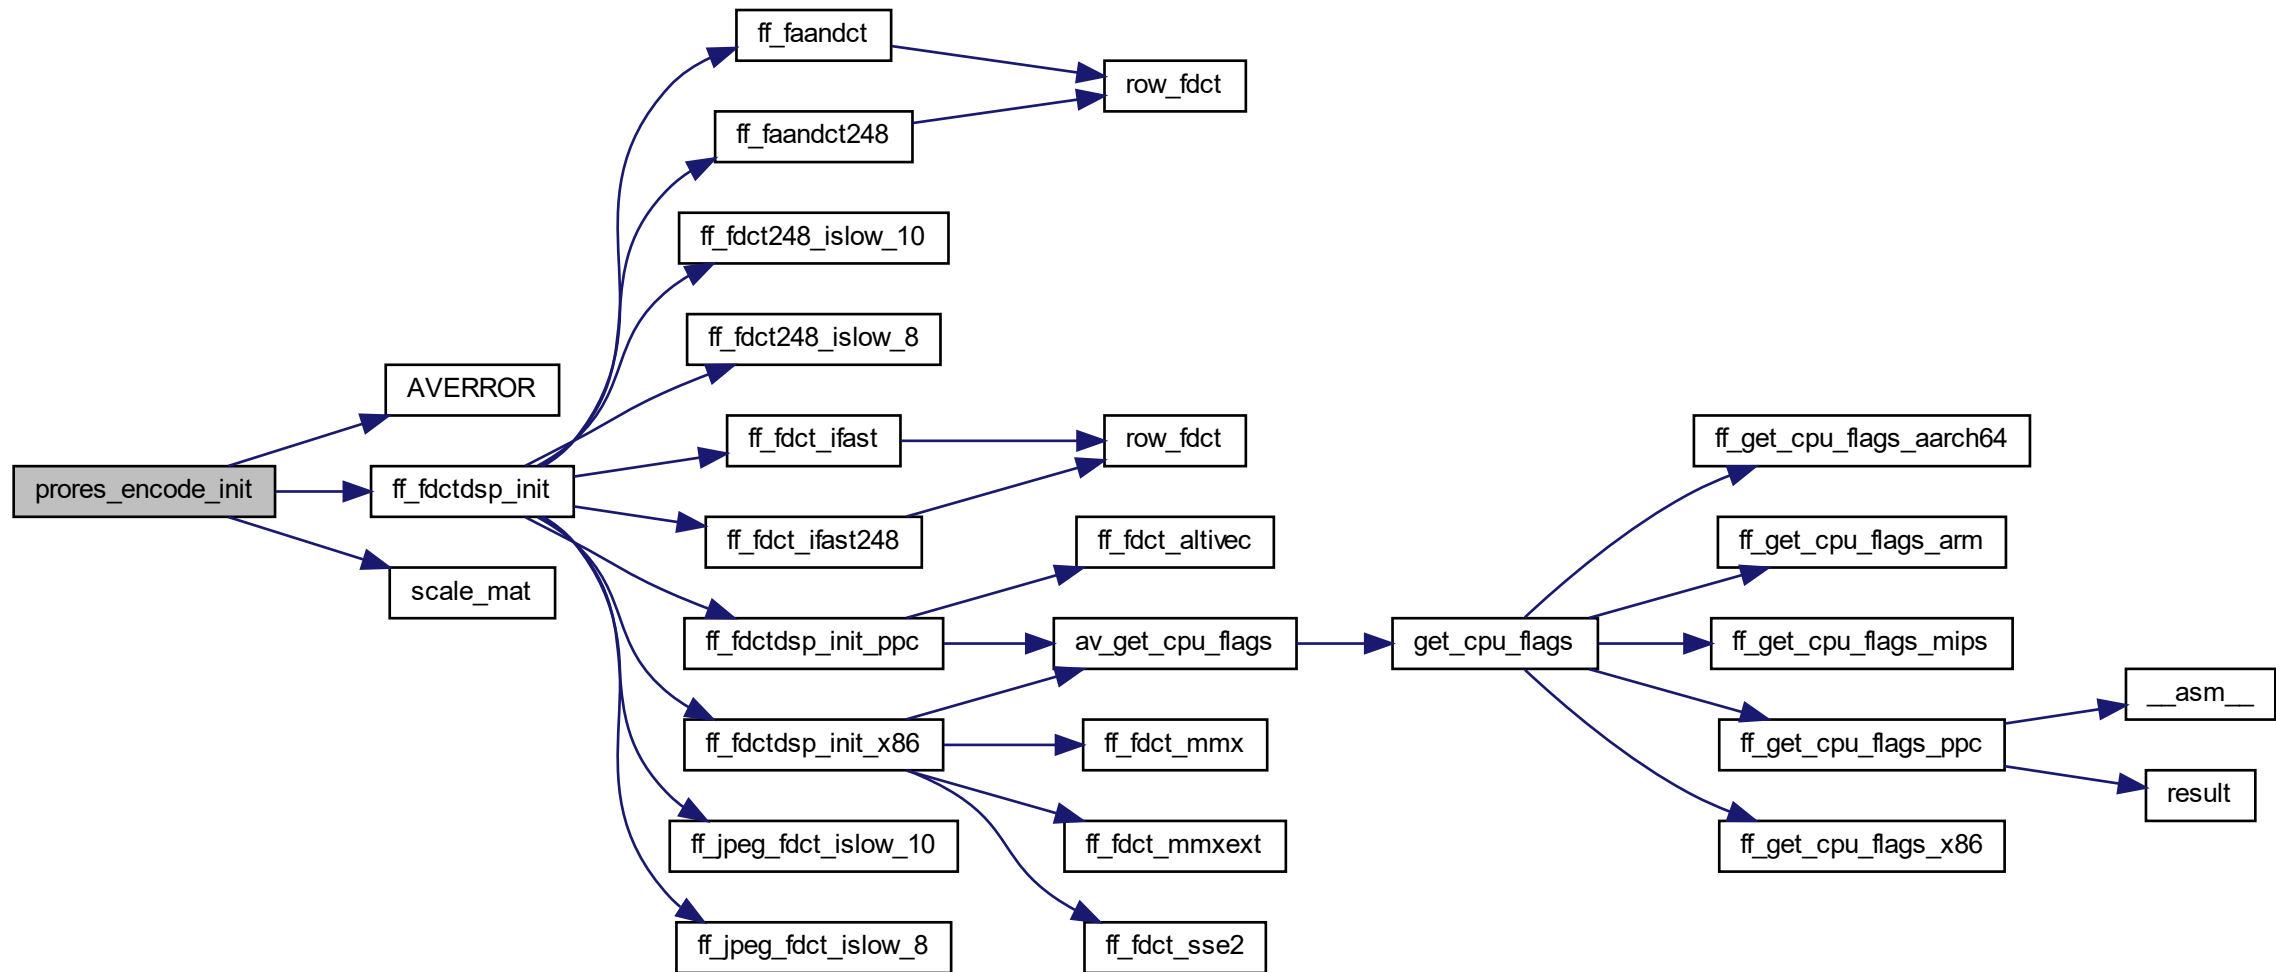 ff_faandct
row_fdct
ff_faandct248
ff_fdct248_islow_10
ff_fdct248_islow_8
AVERROR
ff_fdct_ifast
row_fdct
ff_get_cpu_flags_aarch64
prores_encode_init
ff_fdctdsp_init
ff_fdct_ifast248
ff_fdct_altivec
ff_get_cpu_flags_arm
scale_mat
ff_fdctdsp_init_ppc
av_get_cpu_flags
get_cpu_flags
ff_get_cpu_flags_mips
__asm__
ff_fdctdsp_init_x86
ff_fdct_mmx
ff_get_cpu_flags_ppc
result
ff_jpeg_fdct_islow_10
ff_fdct_mmxext
ff_get_cpu_flags_x86
ff_jpeg_fdct_islow_8
ff_fdct_sse2